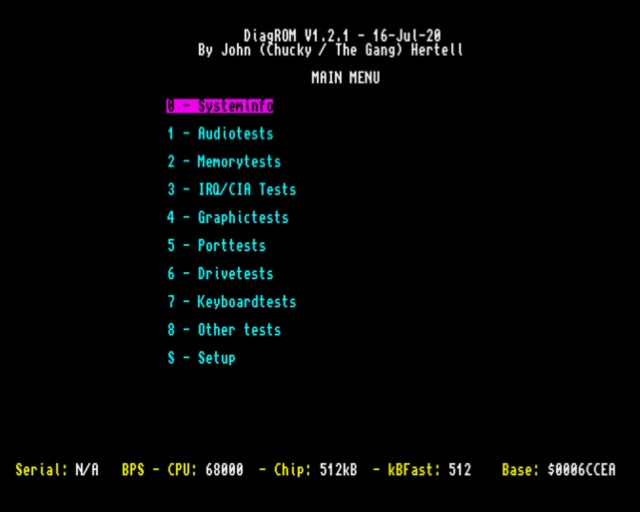 DiagROM V1.2.1 - 16-Jul-20
By John (Chucky / The Gang) Hertell
MAIN MENU
0 - Systeminfo
1 - Audiotests
2 - Memorytests
3 - IRQ/CIA Tests
4 - Graphictests
5 - Porttests
6 - Drivetests
7 - Keyboardtests
8 - Other tests
S - Setup
Serial: N/A BPS - CPU: 68000 - Chip: 512kB - kBFast: 512 Base: $0006CCEA